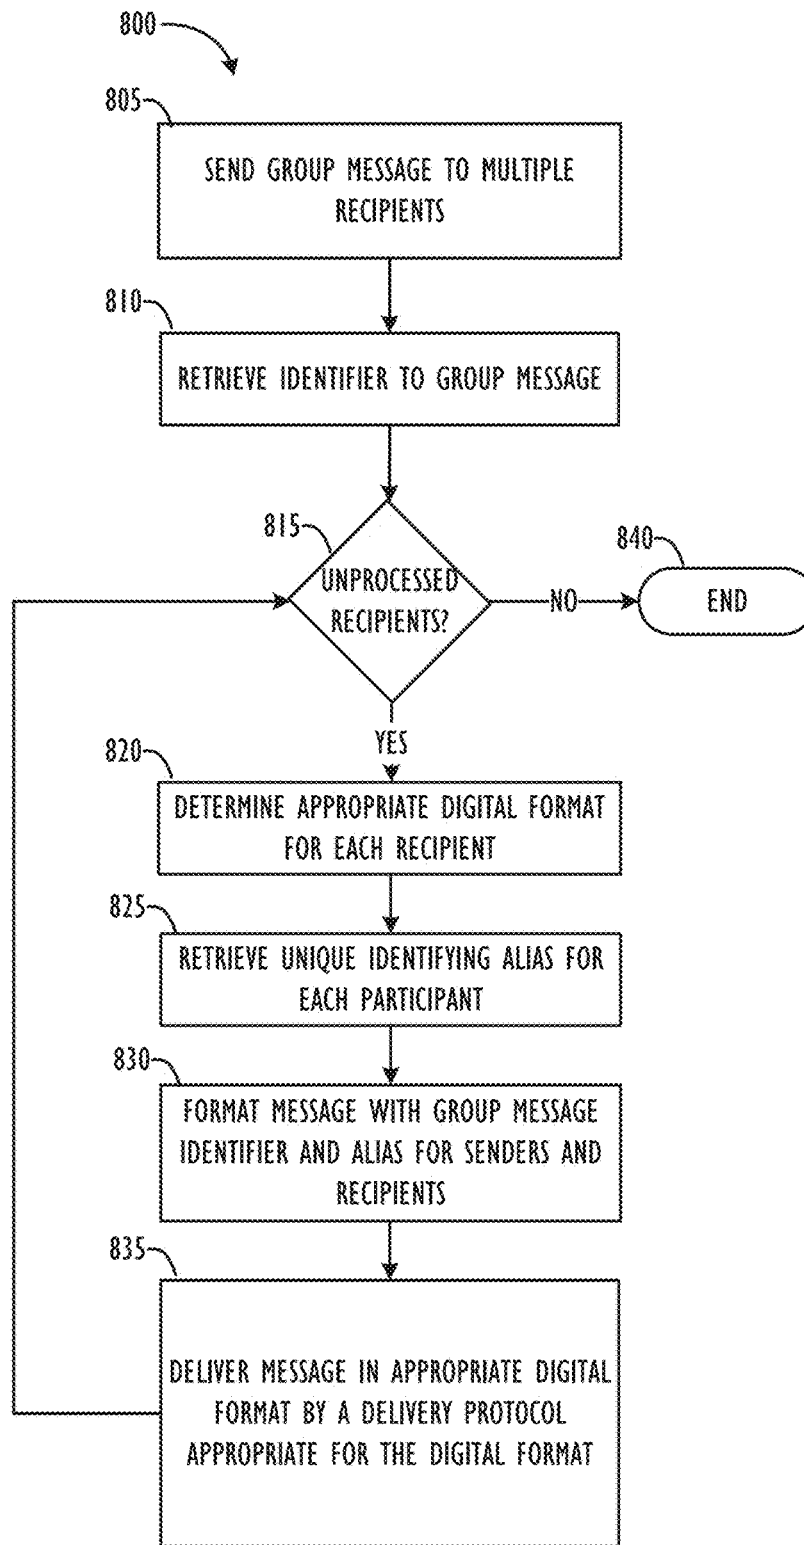 800
805
SEND GROUP MESSAGE TO MULTIPLE
RECIPIENTS
810
RETRIEVE IDENTIFIER TO GROUP MESSAGE
815
UNPROCESSED
RECIPIENTS?
NO
840
END
YES
820
DETERMINE APPROPRIATE DIGITAL FORMAT
FOR EACH RECIPIENT
825
RETRIEVE UNIQUE IDENTIFYING ALIAS FOR
EACH PARTICIPANT
830
FORMAT MESSAGE WITH GROUP MESSAGE
IDENTIFIER AND ALIAS FOR SENDERS AND
RECIPIENTS
835
DELIVER MESSAGE IN APPROPRIATE DIGITAL
FORMAT BY A DELIVERY PROTOCOL
APPROPRIATE FOR THE DIGITAL FORMAT